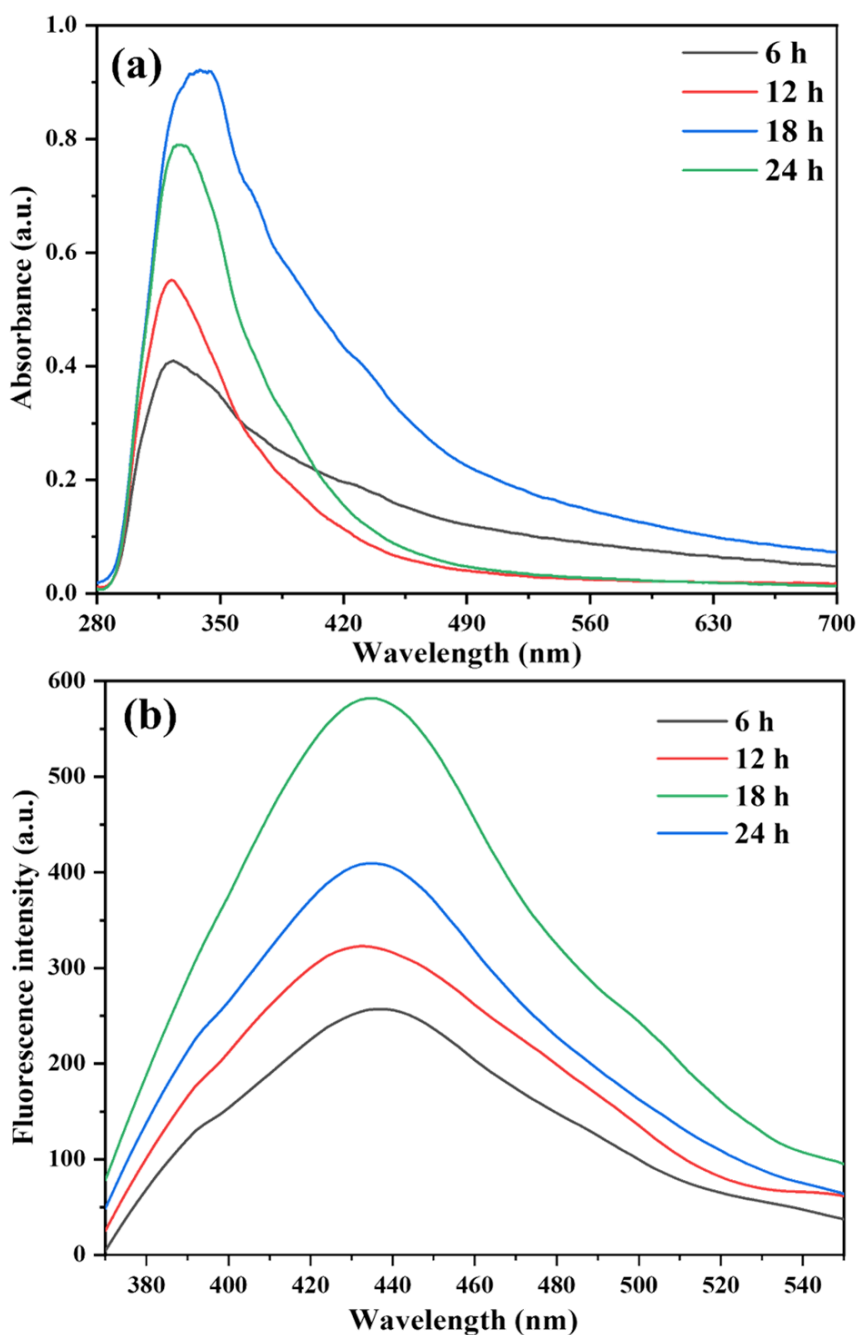 (a)
6 h
12 h
18 h
24 h
1.0
0.8
0.6
0.4
0.2
0.0
Absorbance (a.u.)
280 350 420 490 560 630 700
Wavelength (nm)
(b)
6 h
12 h
18 h
24 h
600
500
400
300
200
100
0
Fluorescence intensity (a.u.)
380 400 420 440 460 480 500 520 540
Wavelength (nm)